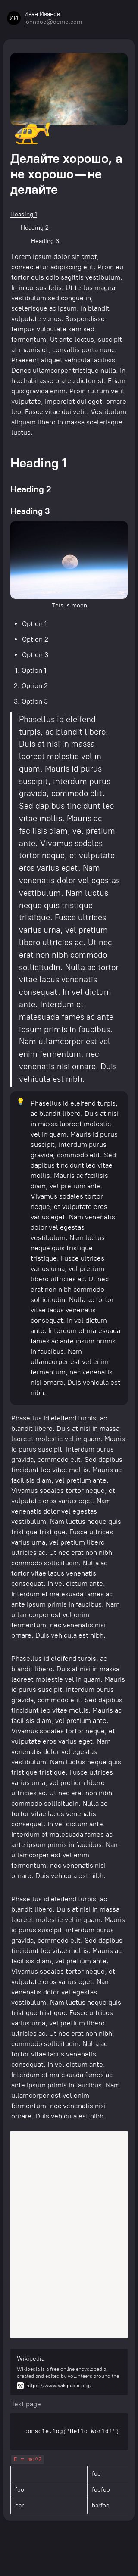 ИИ
Иван Иванов
johndoe@demo.com
Делайте хорошо, а
не хорошо — не
делайте
Heading 1
Heading 2
Heading 3
Lorem ipsum dolor sit amet,
consectetur adipiscing elit. Proin eu
tortor quis odio sagittis vestibulum.
In ut cursus felis. Ut tellus magna,
vestibulum sed congue in,
scelerisque ac ipsum. In blandit
vulputate varius. Suspendisse
tempus vulputate sem sed
fermentum. Ut ante lectus, suscipit
at mauris et, convallis porta nunc.
Praesent aliquet vehicula facilisis.
Donec ullamcorper tristique nulla. In
hac habitasse platea dictumst. Etiam
quis gravida enim. Proin rutrum velit
vulputate, imperdiet dui eget, ornare
leo. Fusce vitae dui velit. Vestibulum
aliquam libero in massa scelerisque
luctus.
Heading 1
Heading 2
Heading 3
This is moon
• Option 1
• Option 2
• Option 3
1. Option 1
2. Option 2
3. Option 3
Phasellus id eleifend
turpis, ac blandit libero.
Duis at nisi in massa
laoreet molestie vel in
quam. Mauris id purus
suscipit, interdum purus
gravida, commodo elit.
Sed dapibus tincidunt leo
vitae mollis. Mauris ac
facilisis diam, vel pretium
ante. Vivamus sodales
tortor neque, et vulputate
eros varius eget. Nam
venenatis dolor vel egestas
vestibulum. Nam luctus
neque quis tristique
tristique. Fusce ultrices
varius urna, vel pretium
libero ultricies ac. Ut nec
erat non nibh commodo
sollicitudin. Nulla ac tortor
vitae lacus venenatis
consequat. In vel dictum
ante. Interdum et
malesuada fames ac ante
ipsum primis in faucibus.
Nam ullamcorper est vel
enim fermentum, nec
venenatis nisi ornare. Duis
vehicula est nibh.
Phasellus id eleifend turpis,
ac blandit libero. Duis at nisi
in massa laoreet molestie
vel in quam. Mauris id purus
suscipit, interdum purus
gravida, commodo elit. Sed
dapibus tincidunt leo vitae
mollis. Mauris ac facilisis
diam, vel pretium ante.
Vivamus sodales tortor
neque, et vulputate eros
varius eget. Nam venenatis
dolor vel egestas
vestibulum. Nam luctus
neque quis tristique
tristique. Fusce ultrices
varius urna, vel pretium
libero ultricies ac. Ut nec
erat non nibh commodo
sollicitudin. Nulla ac tortor
vitae lacus venenatis
consequat. In vel dictum
ante. Interdum et malesuada
fames ac ante ipsum primis
in faucibus. Nam
ullamcorper est vel enim
fermentum, nec venenatis
nisi ornare. Duis vehicula est
nibh.
Phasellus id eleifend turpis, ac
blandit libero. Duis at nisi in massa
laoreet molestie vel in quam. Mauris
id purus suscipit, interdum purus
gravida, commodo elit. Sed dapibus
tincidunt leo vitae mollis. Mauris ac
facilisis diam, vel pretium ante.
Vivamus sodales tortor neque, et
vulputate eros varius eget. Nam
venenatis dolor vel egestas
vestibulum. Nam luctus neque quis
tristique tristique. Fusce ultrices
varius urna, vel pretium libero
ultricies ac. Ut nec erat non nibh
commodo sollicitudin. Nulla ac
tortor vitae lacus venenatis
consequat. In vel dictum ante.
Interdum et malesuada fames ac
ante ipsum primis in faucibus. Nam
ullamcorper est vel enim
fermentum, nec venenatis nisi
ornare. Duis vehicula est nibh.
Phasellus id eleifend turpis, ac
blandit libero. Duis at nisi in massa
laoreet molestie vel in quam. Mauris
id purus suscipit, interdum purus
gravida, commodo elit. Sed dapibus
tincidunt leo vitae mollis. Mauris ac
facilisis diam, vel pretium ante.
Vivamus sodales tortor neque, et
vulputate eros varius eget. Nam
venenatis dolor vel egestas
vestibulum. Nam luctus neque quis
tristique tristique. Fusce ultrices
varius urna, vel pretium libero
ultricies ac. Ut nec erat non nibh
commodo sollicitudin. Nulla ac
tortor vitae lacus venenatis
consequat. In vel dictum ante.
Interdum et malesuada fames ac
ante ipsum primis in faucibus. Nam
ullamcorper est vel enim
fermentum, nec venenatis nisi
ornare. Duis vehicula est nibh.
Phasellus id eleifend turpis, ac
blandit libero. Duis at nisi in massa
laoreet molestie vel in quam. Mauris
id purus suscipit, interdum purus
gravida, commodo elit. Sed dapibus
tincidunt leo vitae mollis. Mauris ac
facilisis diam, vel pretium ante.
Vivamus sodales tortor neque, et
vulputate eros varius eget. Nam
venenatis dolor vel egestas
vestibulum. Nam luctus neque quis
tristique tristique. Fusce ultrices
varius urna, vel pretium libero
ultricies ac. Ut nec erat non nibh
commodo sollicitudin. Nulla ac
tortor vitae lacus venenatis
consequat. In vel dictum ante.
Interdum et malesuada fames ac
ante ipsum primis in faucibus. Nam
ullamcorper est vel enim
fermentum, nec venenatis nisi
ornare. Duis vehicula est nibh.
Wikipedia
Wikipedia is a free online encyclopedia,
created and edited by volunteers around the
W https://www.wikipedia.org/
Test page
console.log('Hello World!')
E = mc^2
foo
foo foofoo
bar barfoo